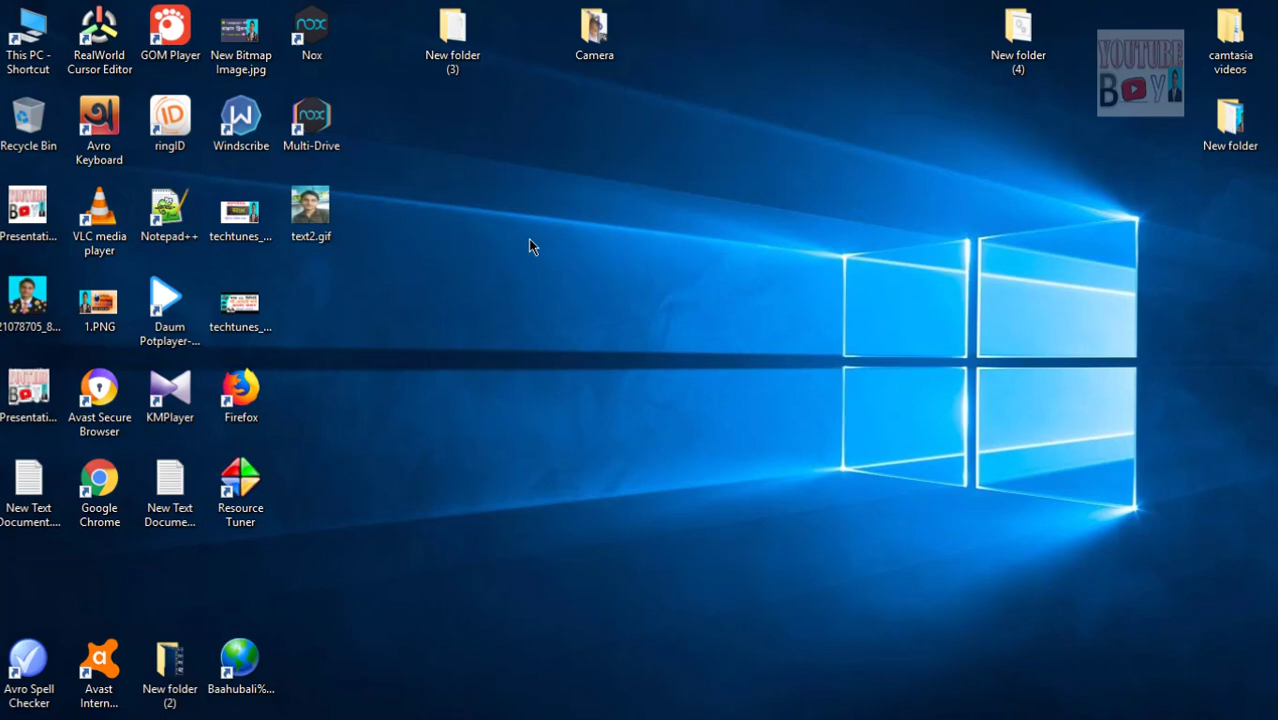 This PC -
Shortcut
RealWorld
Cursor Editor
GOM Player
New Bitmap
Image.jpg
Nox
New folder
(3)
Camera
New folder
(4)
YOUTUBE
BOY
camtasia
videos
Recycle Bin
Avro
Keyboard
ringID
Windscribe
Multi-Drive
New folder
Presentati...
VLC media
player
Notepad++
techtunes_...
text2.gif
21078705_8...
1.PNG
Daum
Potplayer-...
techtunes_...
Presentati...
Avast Secure
Browser
KMPlayer
Firefox
New Text
Document....
Google
Chrome
New Text
Docume...
Resource
Tuner
Avro Spell
Checker
Avast
Intern...
New folder
(2)
Baahubali%...